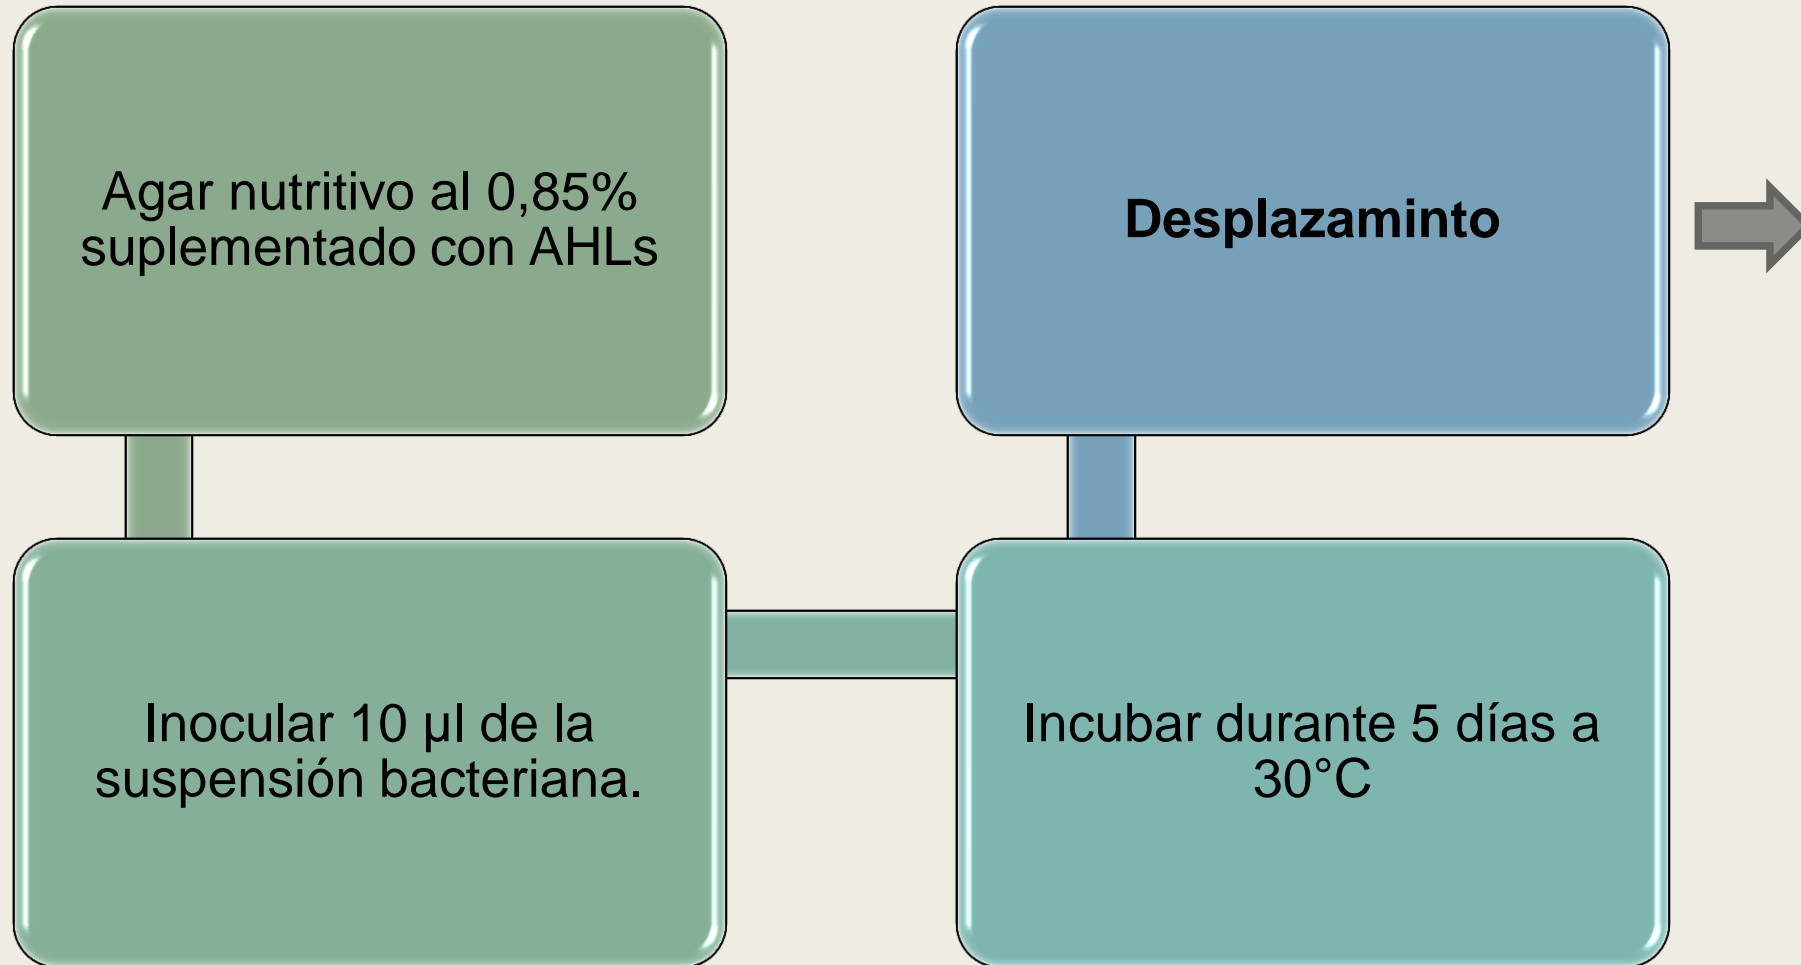 Agar nutritivo al 0,85%
suplementado con AHLs
Inocular 10 µl de la
suspensión bacteriana.
Incubar durante 5 días a
30°C
Desplazaminto